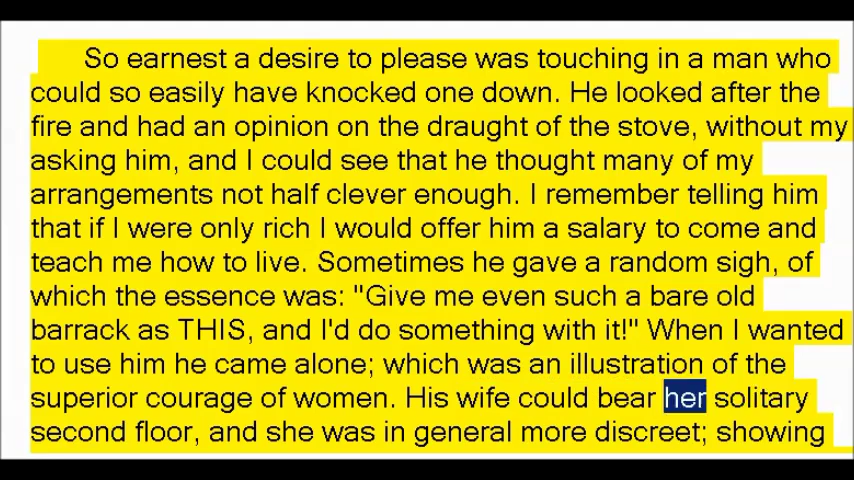 So earnest a desire to please was touching in a man who
could so easily have knocked one down. He looked after the
fire and had an opinion on the draught of the stove, without my
asking him, and I could see that he thought many of my
arrangements not half clever enough. I remember telling him
that if I were only rich I would offer him a salary to come and
teach me how to live. Sometimes he gave a random sigh, of
which the essence was: "Give me even such a bare old
barrack as THIS, and I'd do something with it!" When I wanted
to use him he came alone; which was an illustration of the
superior courage of women. His wife could bear her solitary
second floor, and she was in general more discreet; showing